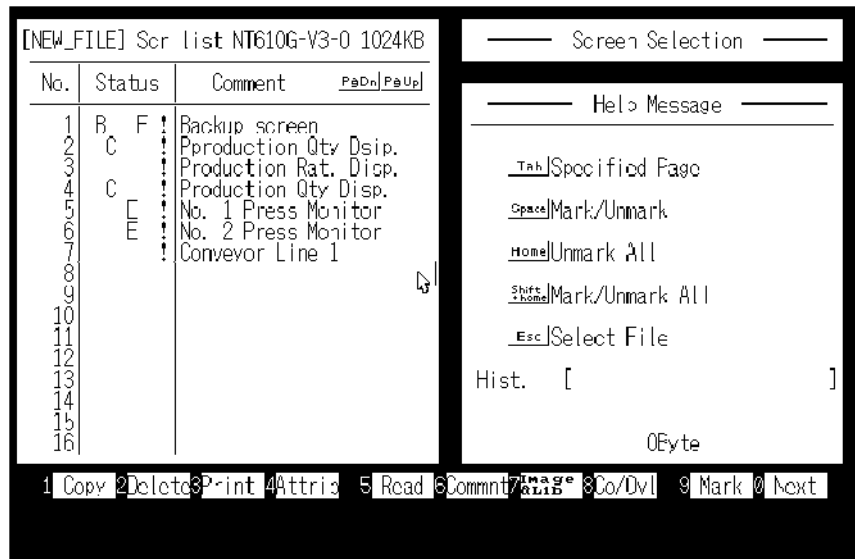 [NEW_FILE] Scr list NT610G-V3-0 1024KB
No. Status Comment PgDn PgUp
1 R F ! Backup screen
2 C ! Pproduction Qty Dsip.
3 ! Production Rat. Disp.
4 C ! Production Qty Disp.
5 E ! No. 1 Press Monitor
6 E ! No. 2 Press Monitor
7 ! Conveyor Line 1
8
9
10
11
12
13
14
15
16
Screen Selection
Help Message
Tab Specified Page
Space Mark/Unmark
Home Unmark All
Shift +home Mark/Unmark All
Esc Select File
Hist. [ ]
0Byte
1 Copy 2 Delete 3 Print 4 Attrib 5 Read 6 Commnt 7 Image &LIB 8 Co/Ovl 9 Mark 0 Next